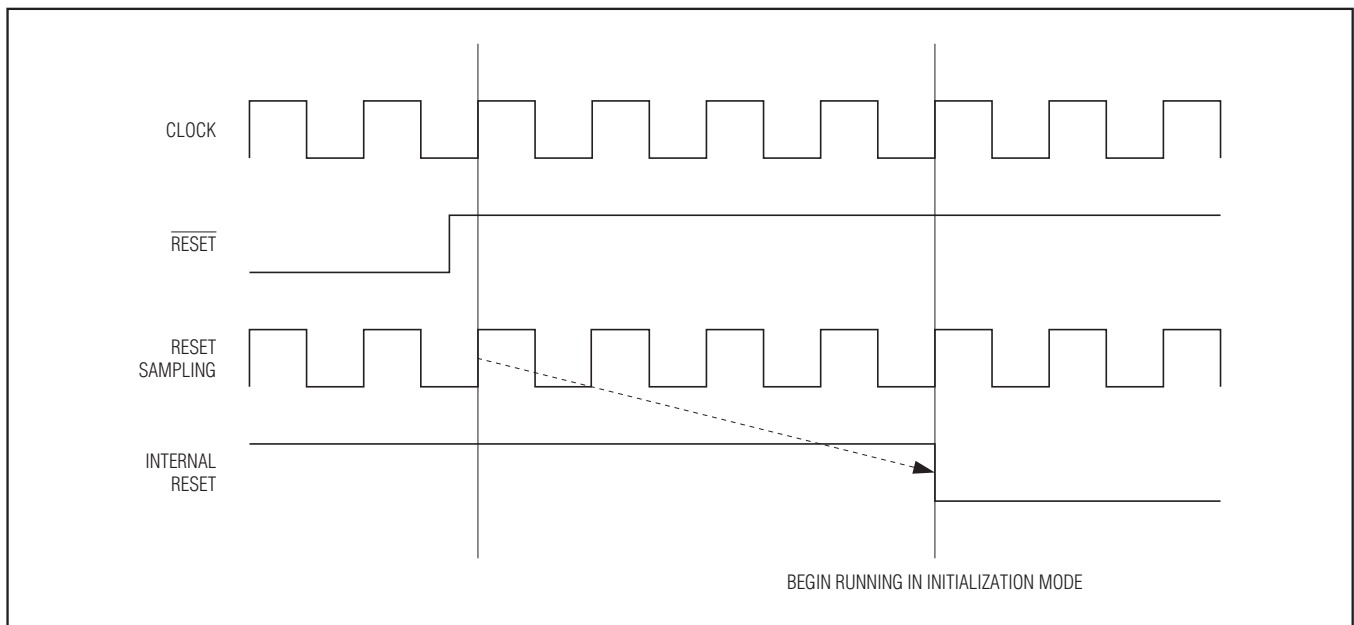 CLOCK
RESET
RESET
SAMPLING
INTERNAL
RESET
BEGIN RUNNING IN INITIALIZATION MODE